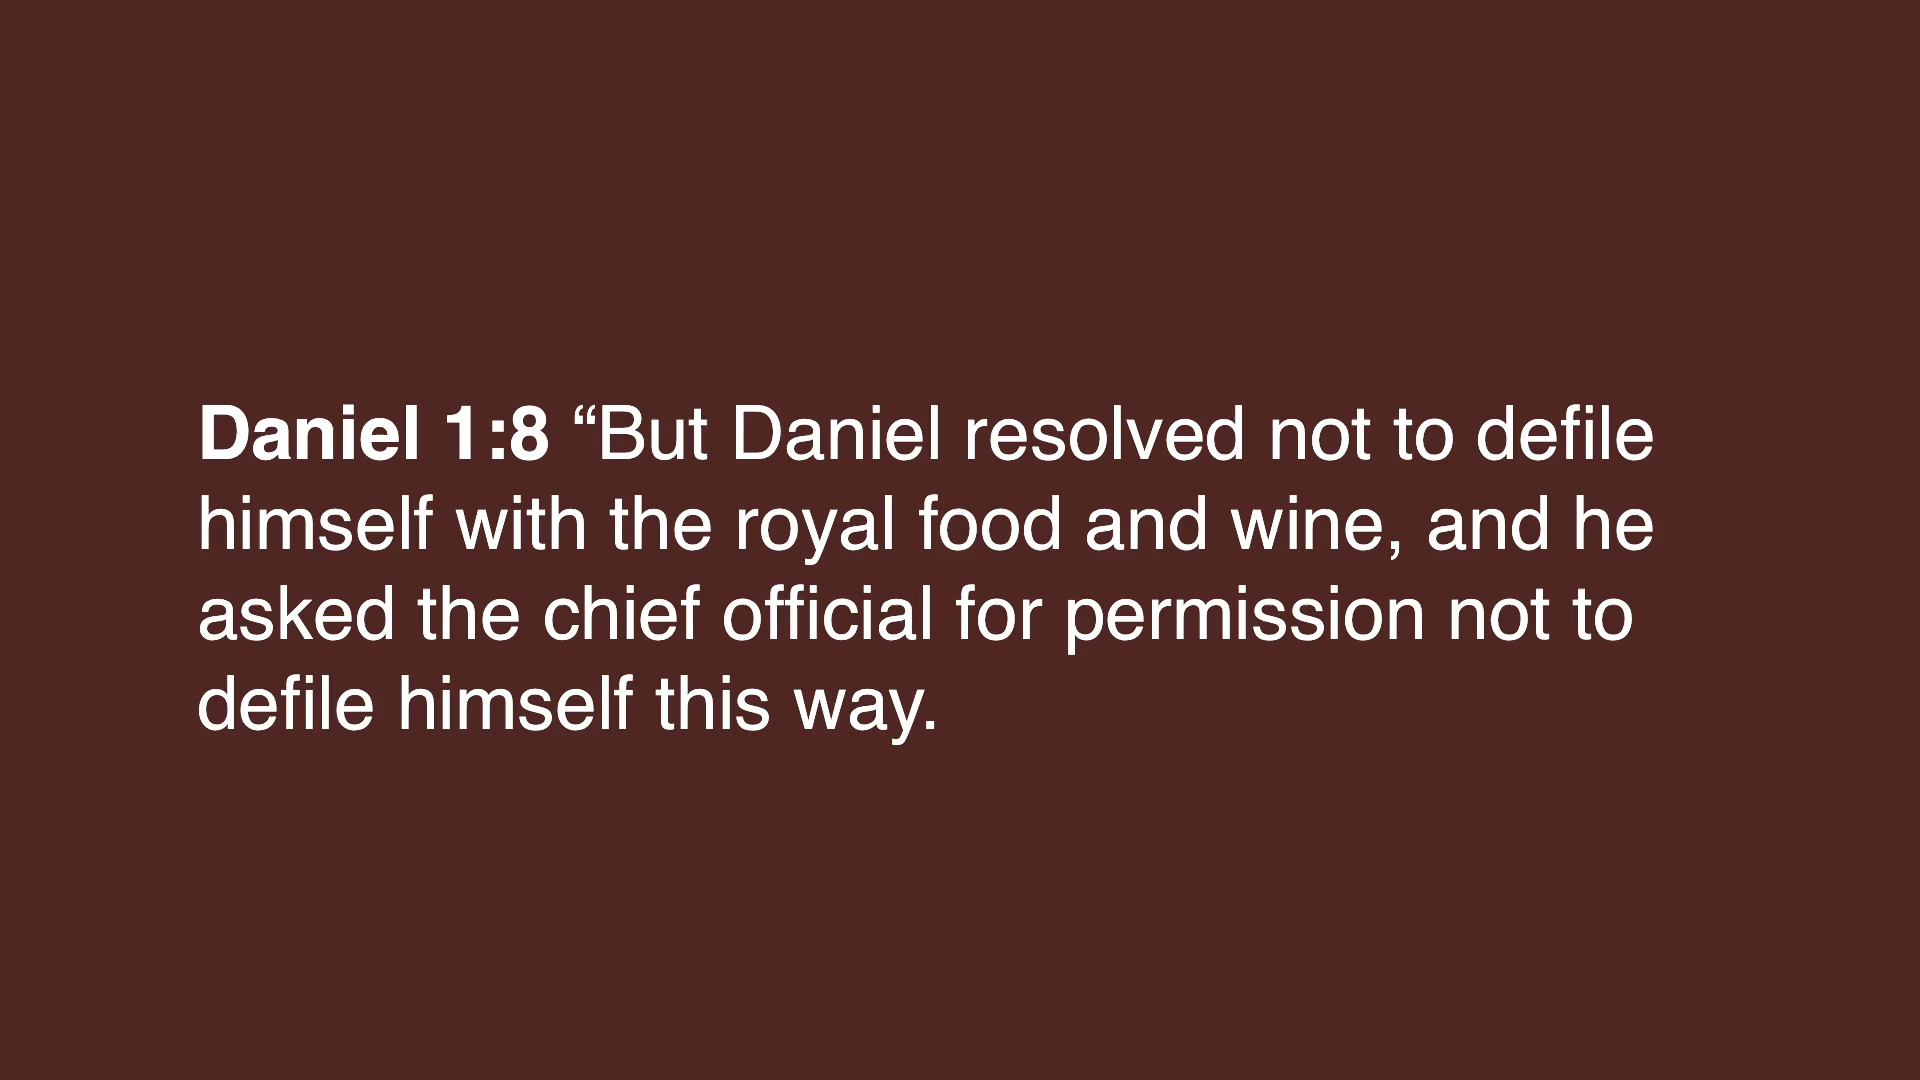 Daniel 1:8 “But Daniel resolved not to defile
himself with the royal food and wine, and he
asked the chief official for permission not to
defile himself this way.